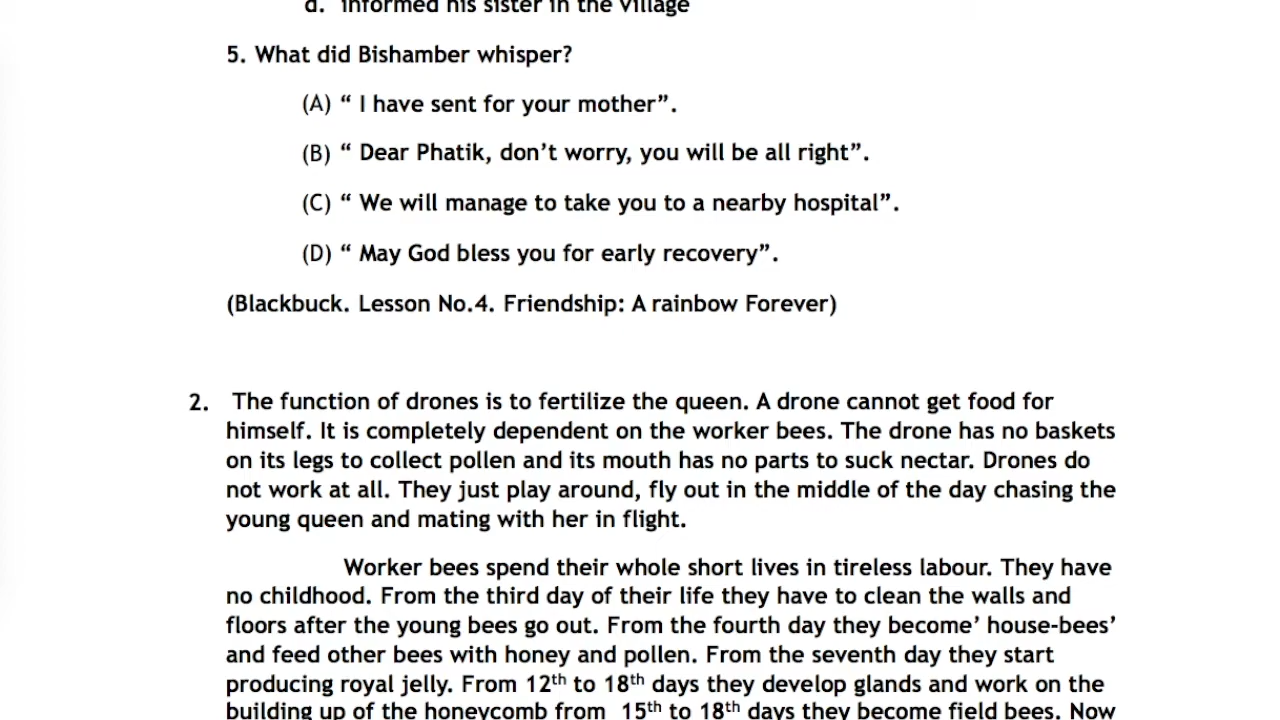 d. informed his sister in the village
5. What did Bishamber whisper?
(A) “ I have sent for your mother”.
(B) “ Dear Phatik, don’t worry, you will be all right”.
(C) “ We will manage to take you to a nearby hospital”.
(D) “ May God bless you for early recovery”.
(Blackbuck. Lesson No.4. Friendship: A rainbow Forever)
2. The function of drones is to fertilize the queen. A drone cannot get food for
himself. It is completely dependent on the worker bees. The drone has no baskets
on its legs to collect pollen and its mouth has no parts to suck nectar. Drones do
not work at all. They just play around, fly out in the middle of the day chasing the
young queen and mating with her in flight.
Worker bees spend their whole short lives in tireless labour. They have
no childhood. From the third day of their life they have to clean the walls and
floors after the young bees go out. From the fourth day they become’ house-bees’
and feed other bees with honey and pollen. From the seventh day they start
producing royal jelly. From 12th to 18th days they develop glands and work on the
building up of the honeycomb from 15th to 18th days they become field bees. Now